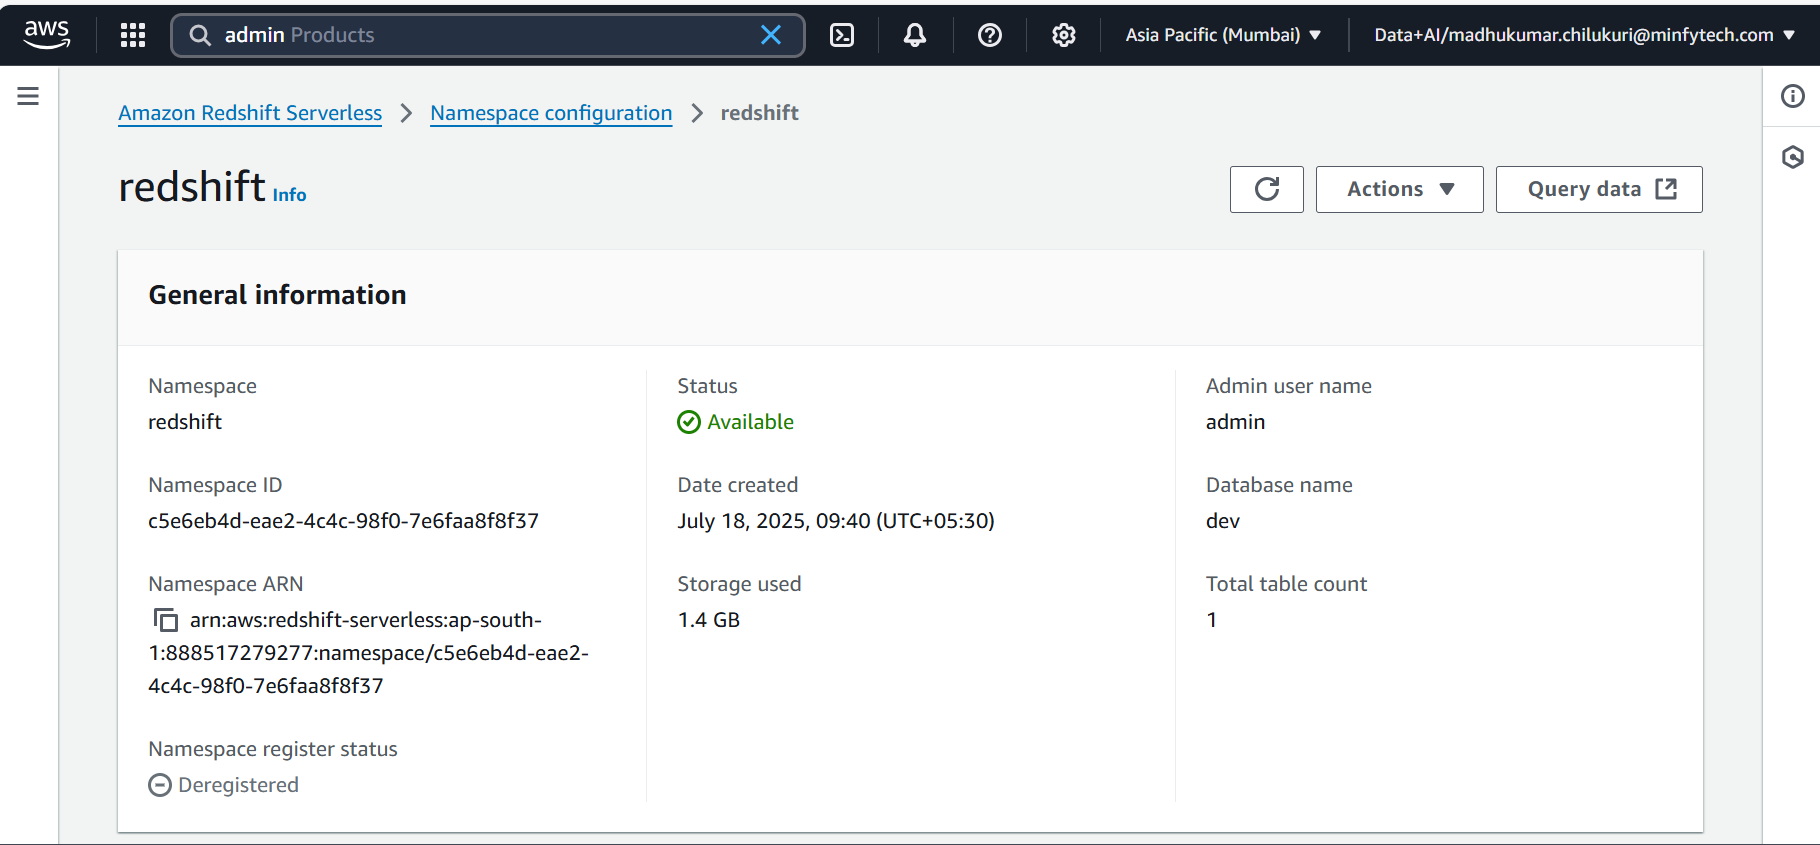 aws
admin Products
Asia Pacific (Mumbai)
Data+AI/madhukumar.chilukuri@minfytech.com
Amazon Redshift Serverless
Namespace configuration
redshift
redshift Info
Actions
Query data
General information
Namespace
redshift
Namespace ID
c5e6eb4d-eae2-4c4c-98f0-7e6faa8f8f37
Namespace ARN
arn:aws:redshift-serverless:ap-south-
1:888517279277:namespace/c5e6eb4d-eae2-
4c4c-98f0-7e6faa8f8f37
Namespace register status
Deregistered
Status
Available
Date created
July 18, 2025, 09:40 (UTC+05:30)
Storage used
1.4 GB
Admin user name
admin
Database name
dev
Total table count
1